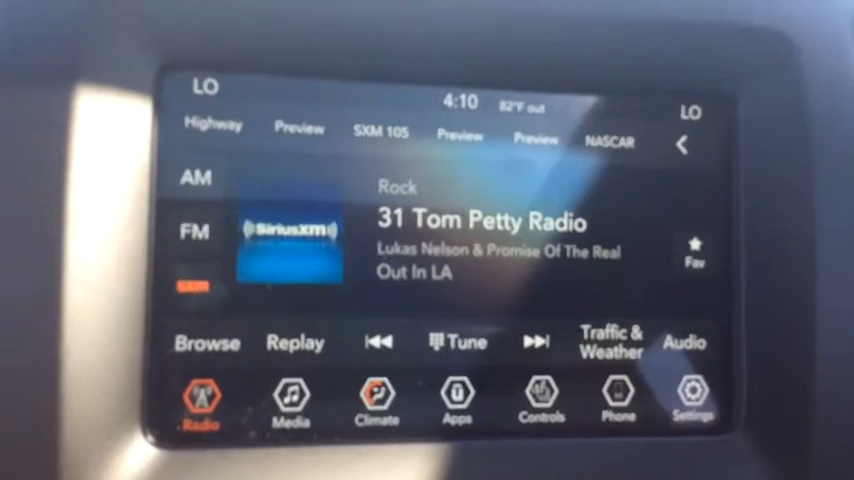 LO 4:10 82°F out LO
Highway Preview SXM 105 Preview Preview NASCAR
AM
Rock
31 Tom Petty Radio
FM
SiriusXM
Lukas Nelson & Promise Of The Real
Out In LA
Fav
SXM
Browse Replay Tune Traffic & Weather Audio
Radio Media Climate Apps Controls Phone Settings